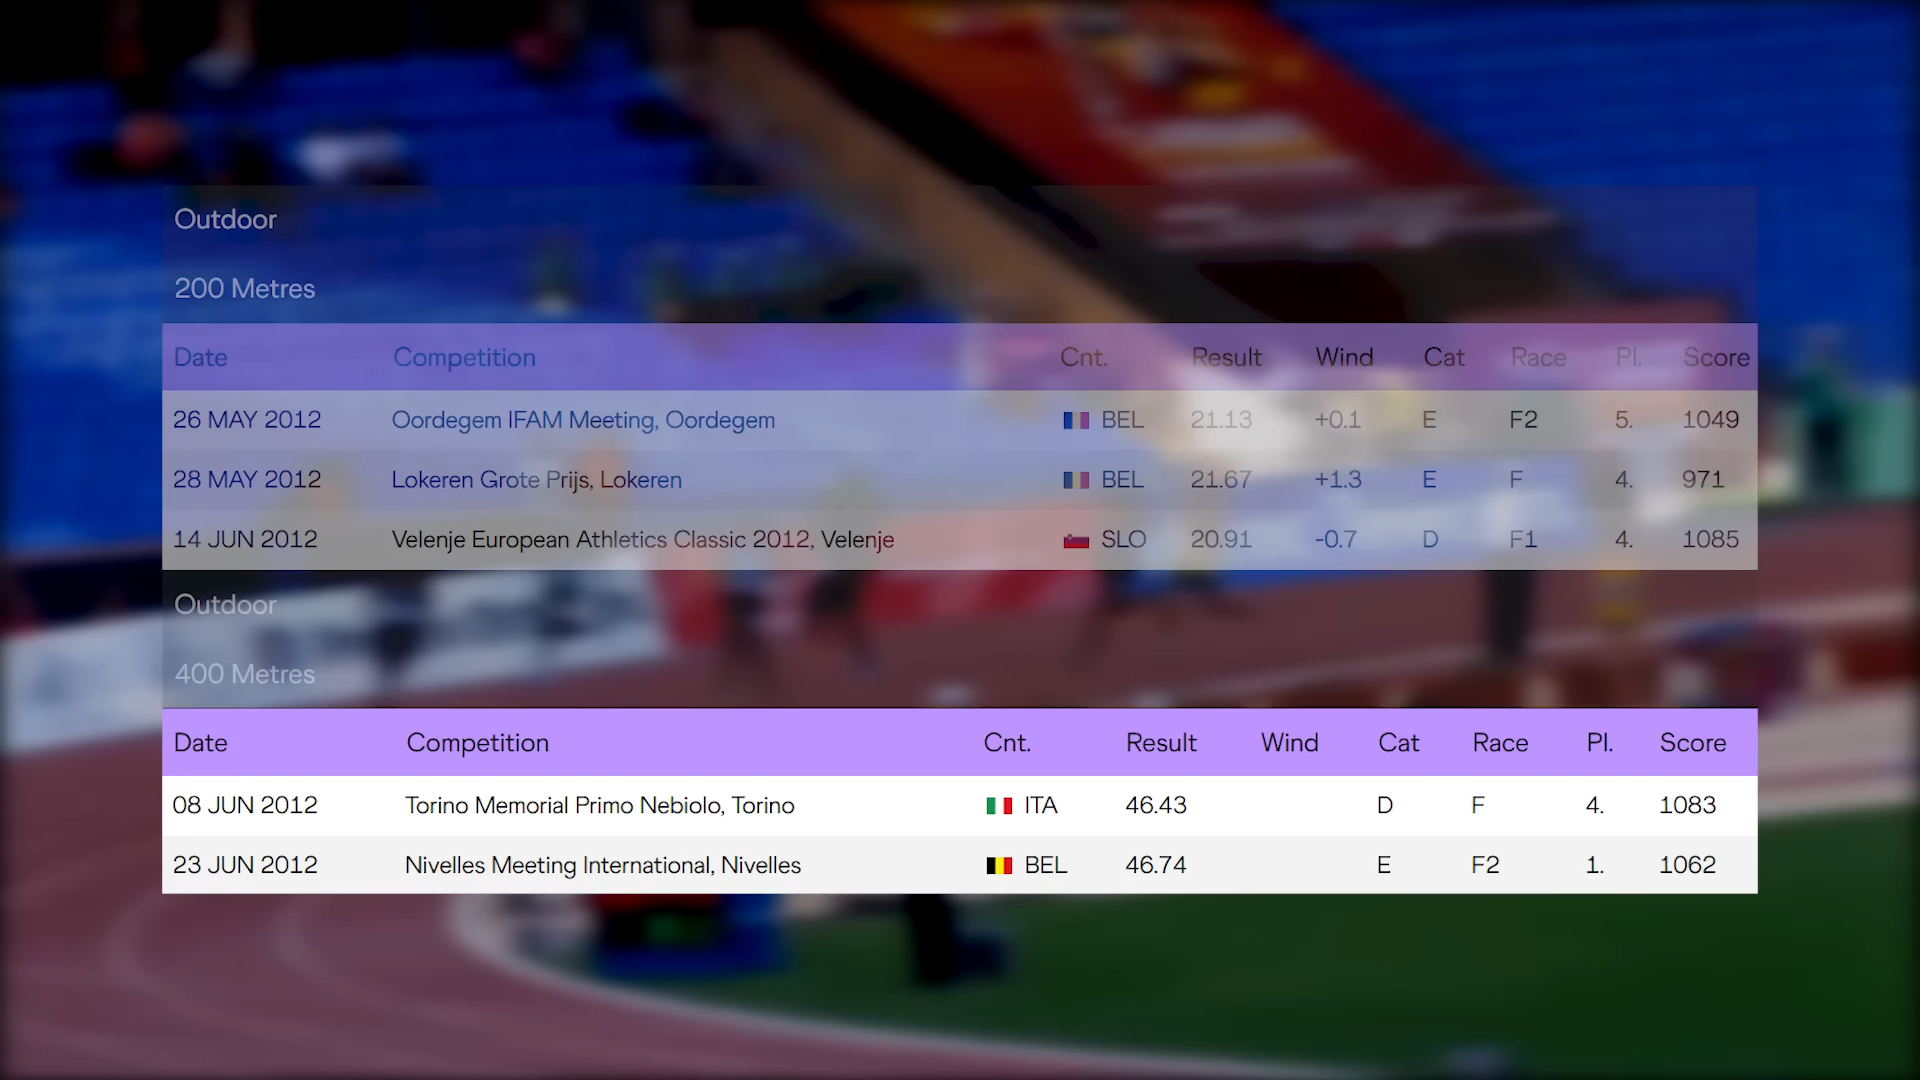 Outdoor
200 Metres
Date Competition Cnt. Result Wind Cat Race Pl. Score
26 MAY 2012 Oordegem IFAM Meeting, Oordegem BEL 21.13 +0.1 E F2 5. 1049
28 MAY 2012 Lokeren Grote Prijs, Lokeren BEL 21.67 +1.3 E F 4. 971
14 JUN 2012 Velenje European Athletics Classic 2012, Velenje SLO 20.91 -0.7 D F1 4. 1085
Outdoor
400 Metres
Date Competition Cnt. Result Wind Cat Race Pl. Score
08 JUN 2012 Torino Memorial Primo Nebiolo, Torino ITA 46.43 D F 4. 1083
23 JUN 2012 Nivelles Meeting International, Nivelles BEL 46.74 E F2 1. 1062